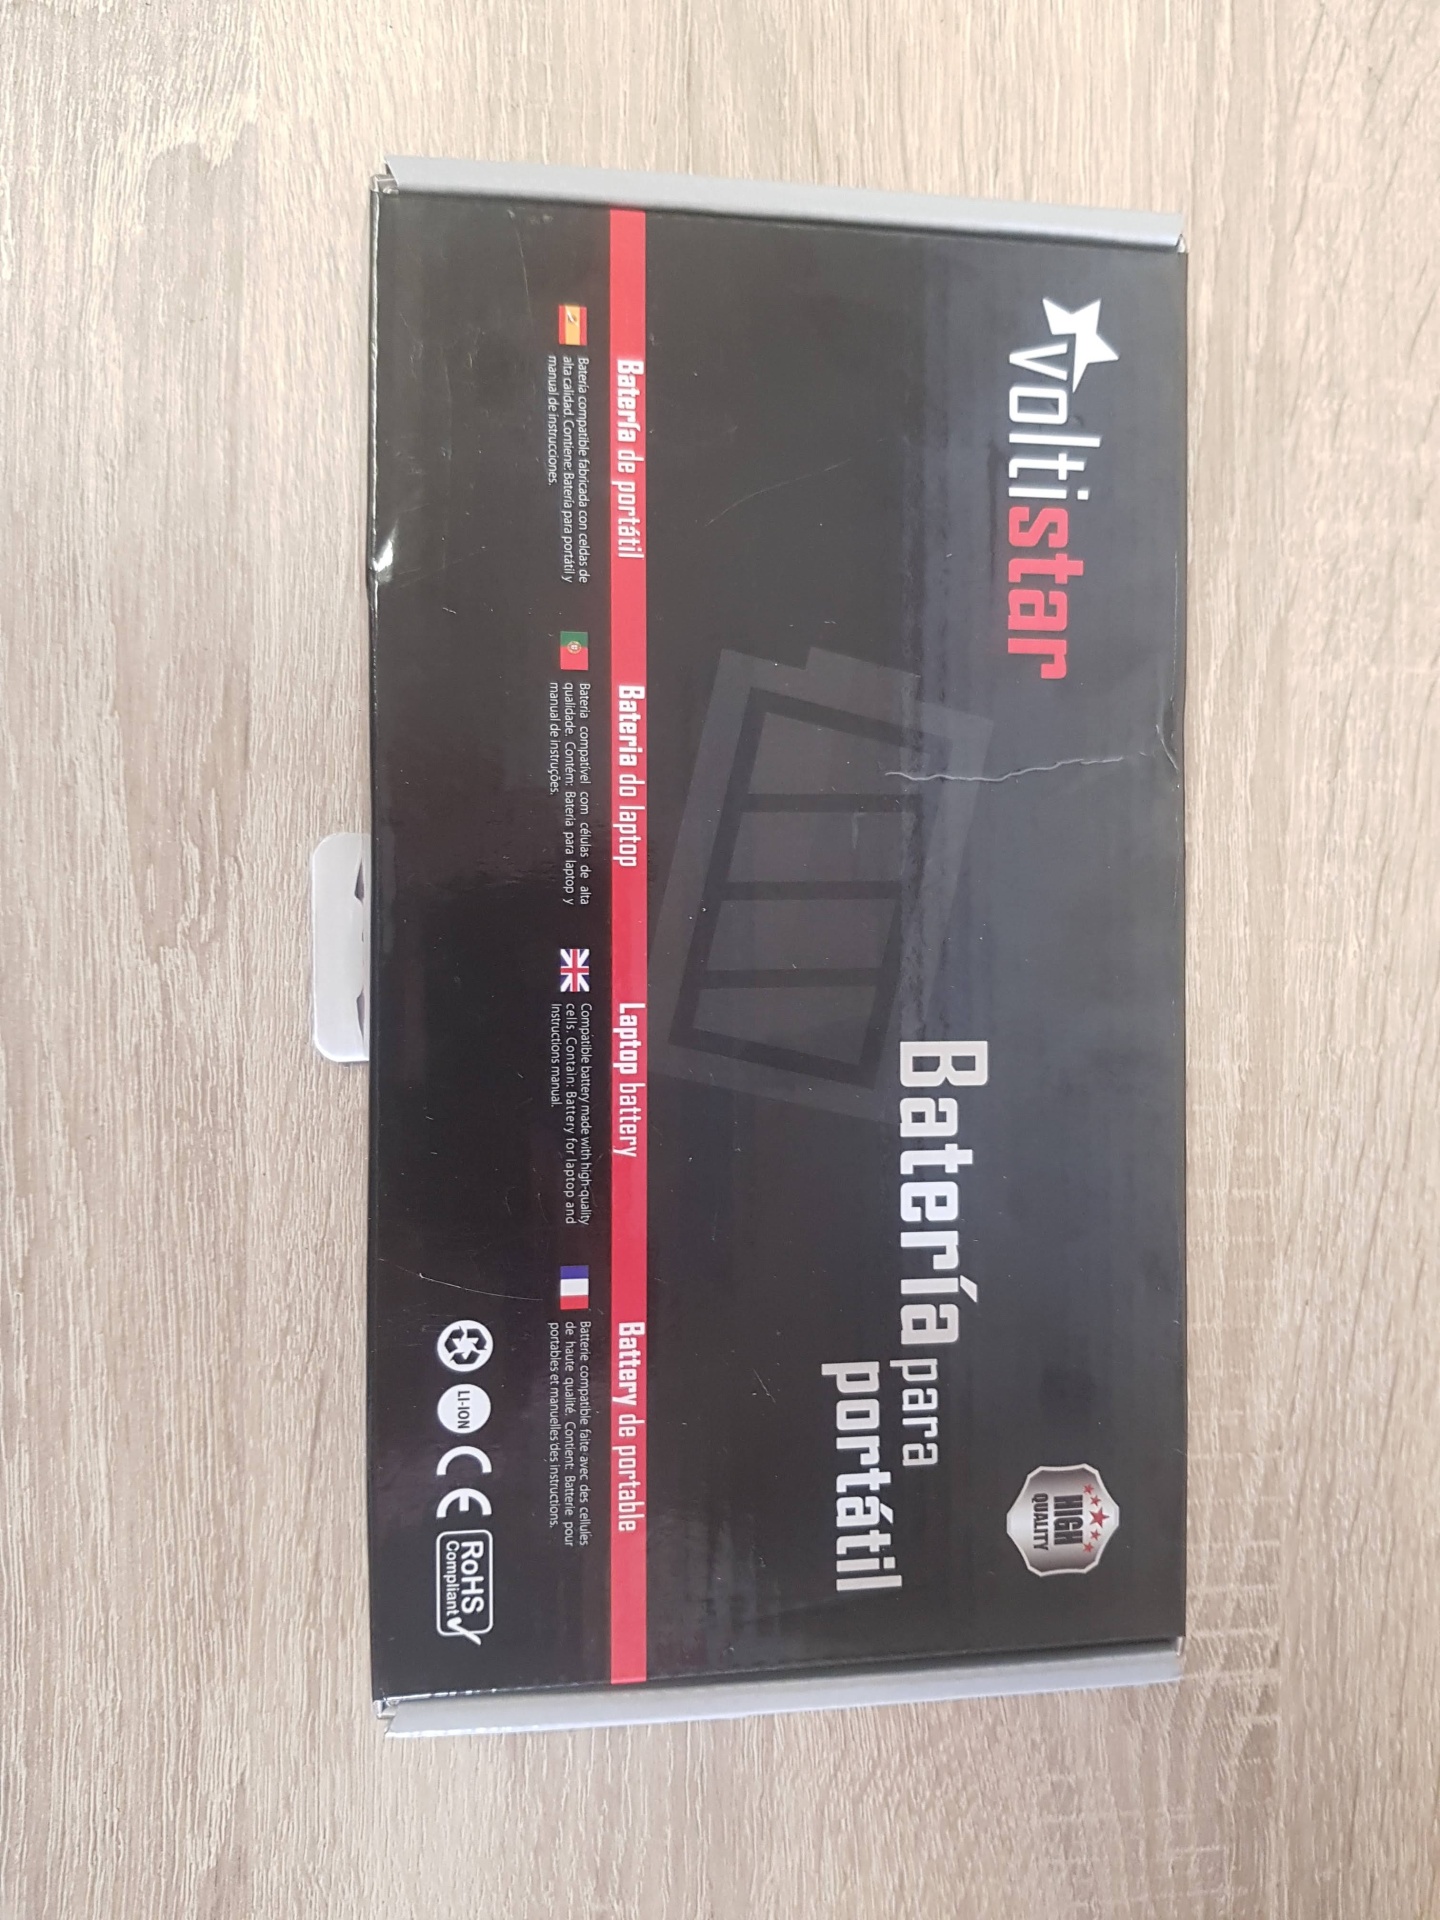 voltistar
HIGH
QUALITY
Batería para
portátil
Batería de portátil
Batería compatible fabricada con celdas de
alta calidad. Contiene: Batería para portátil y
manual de instrucciones.
Bateria do laptop
Bateria compatível com células de alta
qualidade. Contém: Bateria para laptop y
manual de instruções.
Laptop battery
Compatible battery made with high-quality
cells. Contain: Battery for laptop and
Instructions manual.
Battery de portable
Batterie compatible faite avec des cellules
de haute qualité. Contient: Batterie pour
portables et manuelles des instructions.
LI-ION
CE
RoHS
Compliant